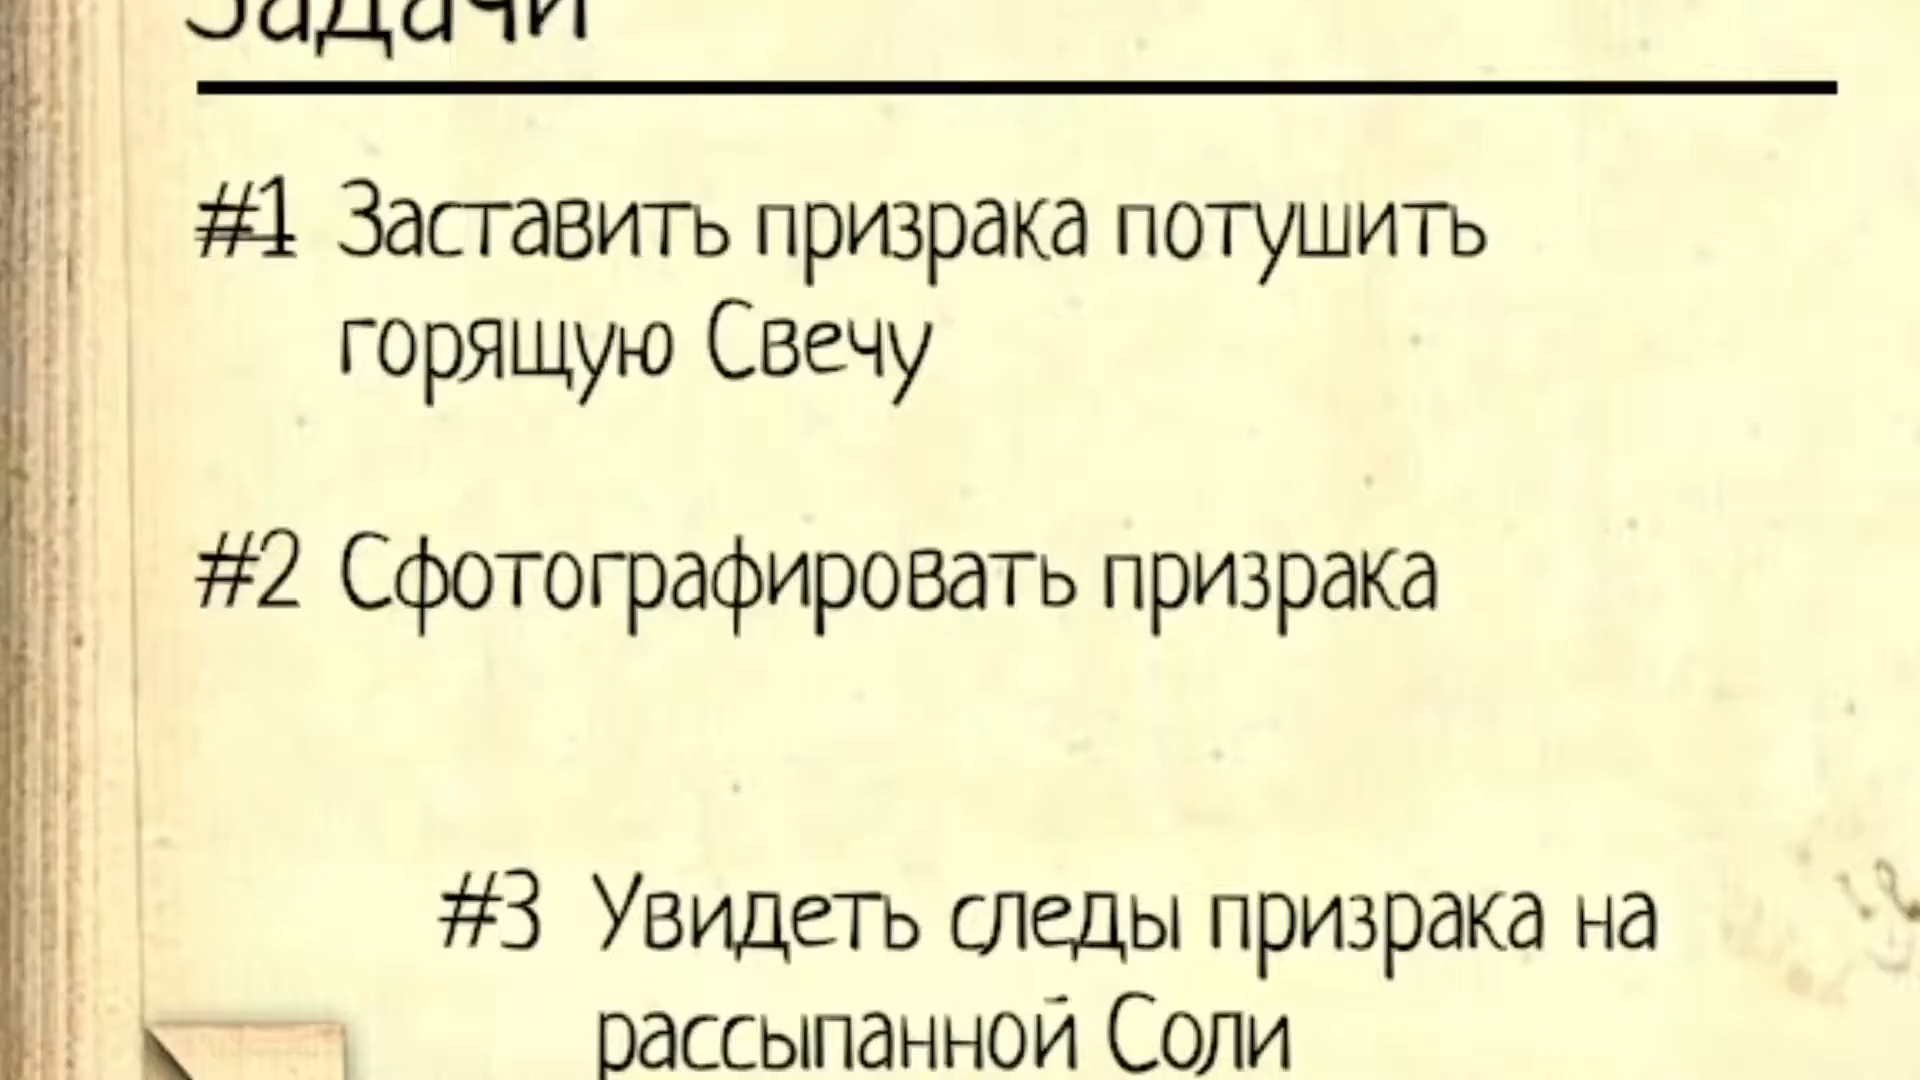 Задачи
#1 Заставить призрака потушить
горящую Свечу
#2 Сфотографировать призрака
#3 Увидеть следы призрака на
рассыпанной Соли